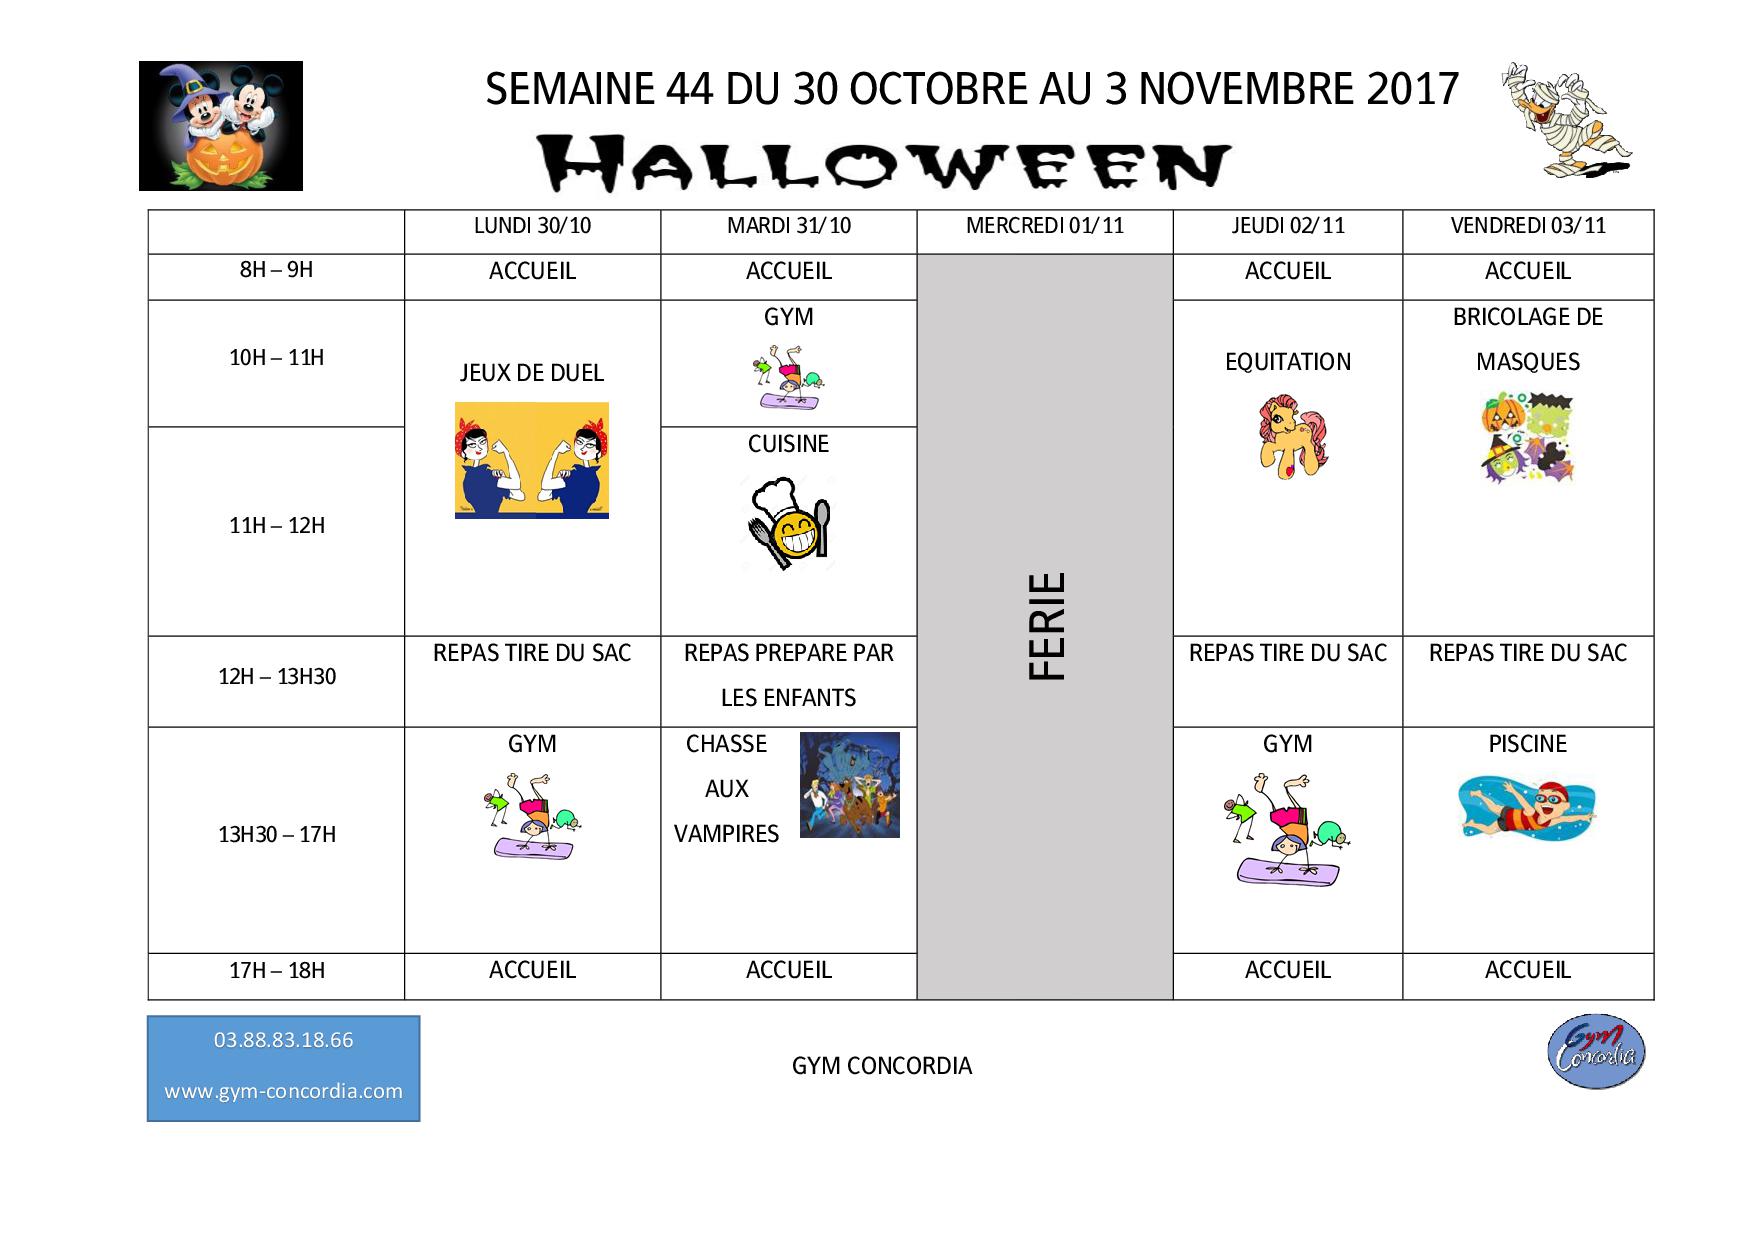 SEMAINE 44 DU 30 OCTOBRE AU 3 NOVEMBRE 2017
HALLOWEEN
LUNDI 30/10 MARDI 31/10 MERCREDI 01/11 JEUDI 02/11 VENDREDI 03/11
8H – 9H ACCUEIL ACCUEIL ACCUEIL ACCUEIL
10H – 11H
JEUX DE DUEL
GYM
EQUITATION
BRICOLAGE DE
MASQUES
11H – 12H
CUISINE
FERIE
12H – 13H30
REPAS TIRE DU SAC
REPAS PREPARE PAR
LES ENFANTS
REPAS TIRE DU SAC
REPAS TIRE DU SAC
13H30 – 17H
GYM
CHASSE
AUX
VAMPIRES
GYM
PISCINE
17H – 18H ACCUEIL ACCUEIL ACCUEIL ACCUEIL
03.88.83.18.66
www.gym-concordia.com
GYM CONCORDIA
Gym
Concordia